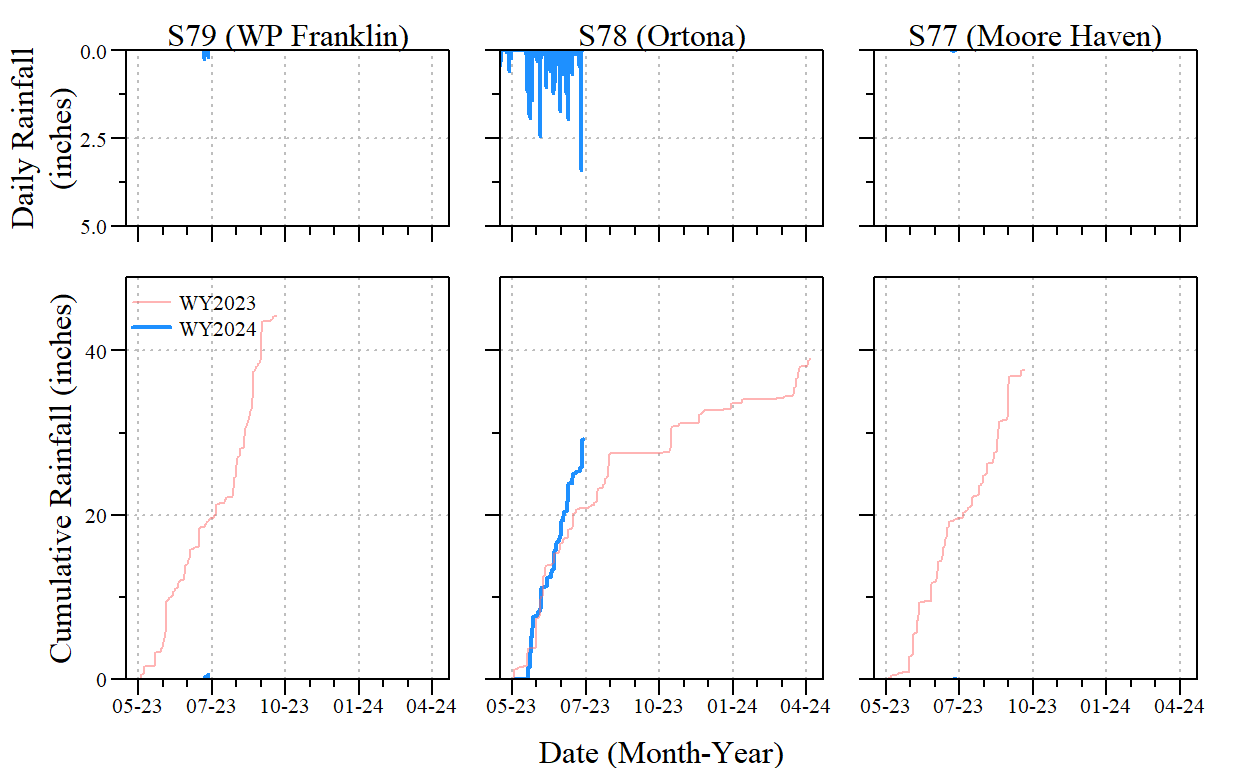 S79 (WP Franklin)
S78 (Ortona)
S77 (Moore Haven)
Daily Rainfall
(inches)
0.0
2.5
5.0
Cumulative Rainfall (inches)
WY2023
WY2024
40
20
0
05-23 07-23 10-23 01-24 04-24
05-23 07-23 10-23 01-24 04-24
05-23 07-23 10-23 01-24 04-24
Date (Month-Year)